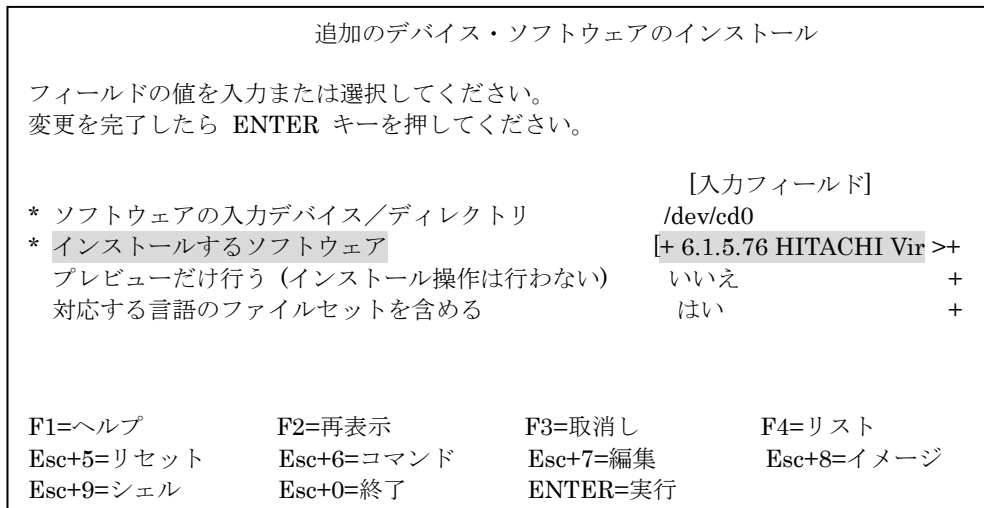 追加のデバイス・ソフトウェアのインストール
フィールドの値を入力または選択してください。
変更を完了したら ENTER キーを押してください。
[入力フィールド]
* ソフトウェアの入力デバイス／ディレクトリ /dev/cd0
* インストールするソフトウェア [+ 6.1.5.76 HITACHI Vir >+
プレビューだけ行う (インストール操作は行わない) いいえ +
対応する言語のファイルセットを含める はい +
F1=ヘルプ F2=再表示 F3=取消し F4=リスト
Esc+5=リセット Esc+6=コマンド Esc+7=編集 Esc+8=イメージ
Esc+9=シェル Esc+0=終了 ENTER=実行